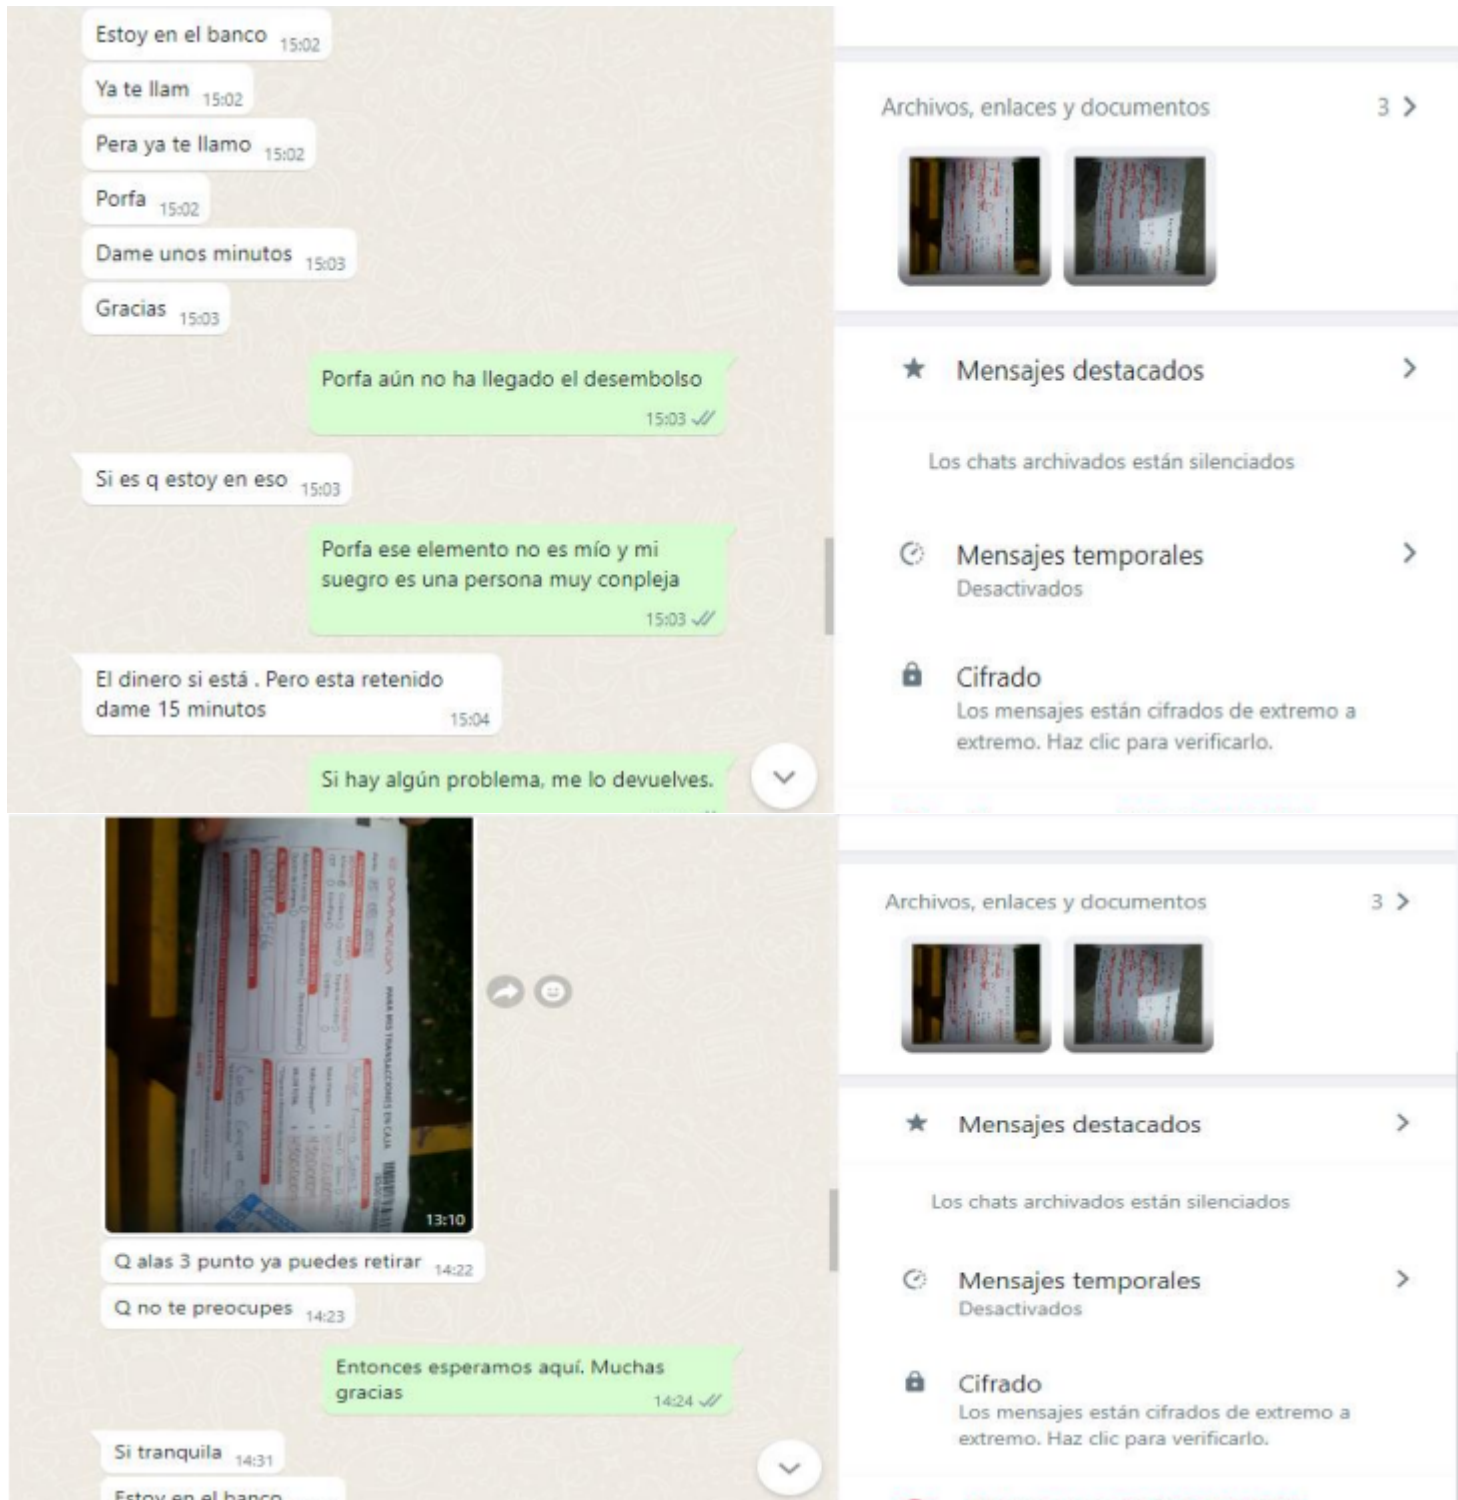 Estoy en el banco 15:02
Ya te llam 15:02
Pera ya te llamo 15:02
Porfa 15:02
Dame unos minutos 15:03
Gracias 15:03
Porfa aún no ha llegado el desembolso
15:03
Si es q estoy en eso 15:03
Porfa ese elemento no es mío y mi
suegro es una persona muy conpleja
15:03
El dinero si está . Pero esta retenido
dame 15 minutos 15:04
Si hay algún problema, me lo devuelves.
Archivos, enlaces y documentos 3
Mensajes destacados
Los chats archivados están silenciados
Mensajes temporales
Desactivados
Cifrado
Los mensajes están cifrados de extremo a
extremo. Haz clic para verificarlo.
DAVIVIENDA PARA MIS TRANSACCIONES EN CAJA
13:10
Q alas 3 punto ya puedes retirar 14:22
Q no te preocupes 14:23
Entonces esperamos aquí. Muchas
gracias 14:24
Si tranquila 14:31
Estoy en el banco
Archivos, enlaces y documentos 3
Mensajes destacados
Los chats archivados están silenciados
Mensajes temporales
Desactivados
Cifrado
Los mensajes están cifrados de extremo a
extremo. Haz clic para verificarlo.